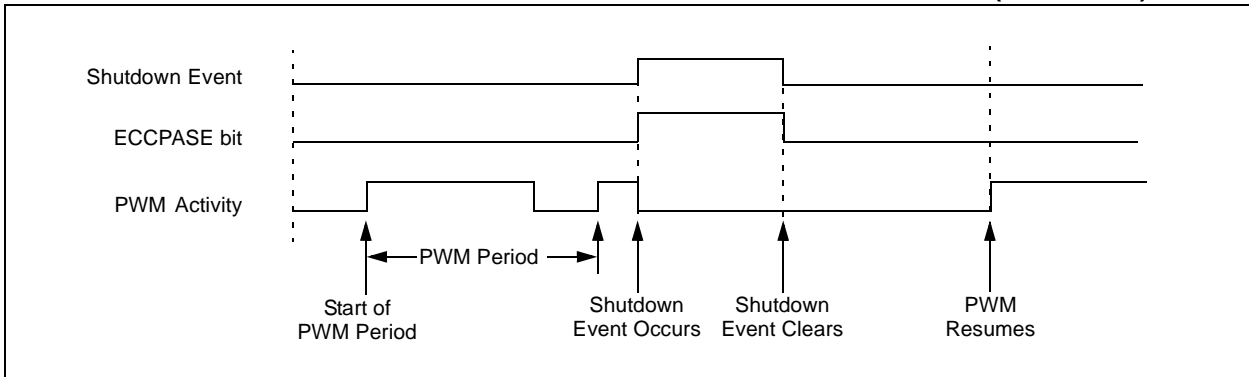 Shutdown Event
ECCPASE bit
PWM Activity
PWM Period
Start of
PWM Period
Shutdown
Event Occurs
Shutdown
Event Clears
PWM
Resumes